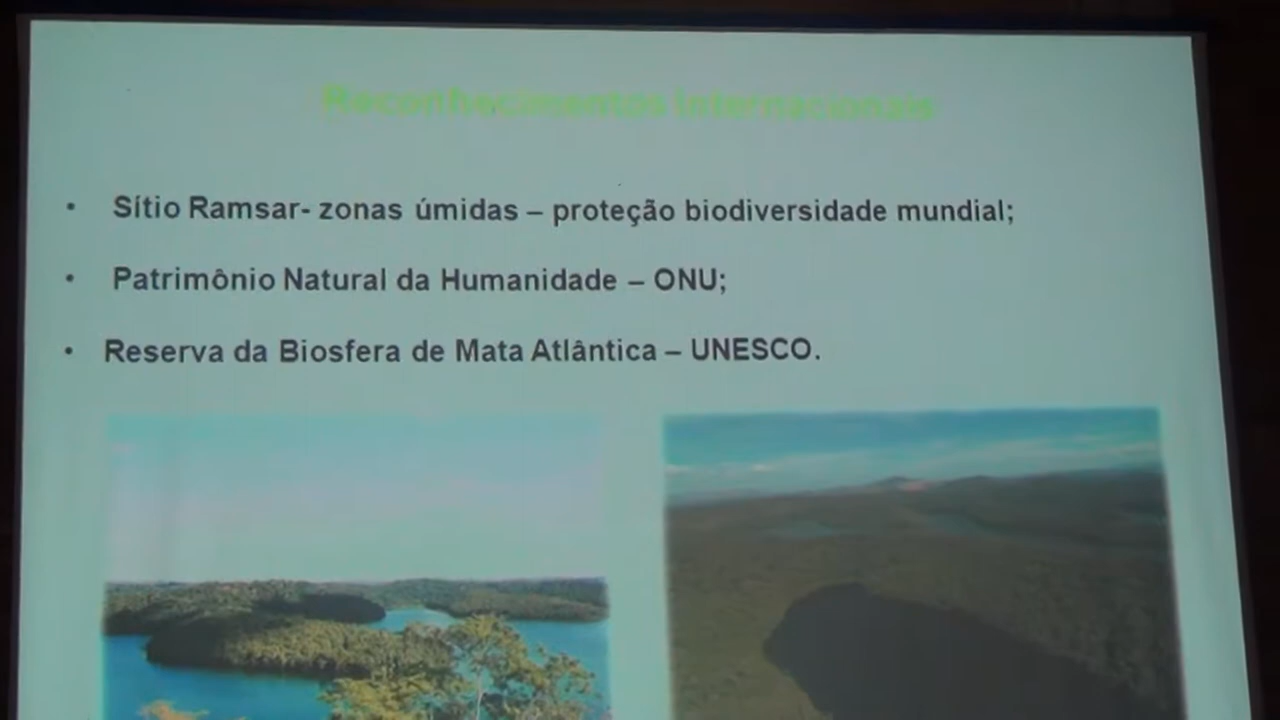 Reconhecimentos Internacionais
• Sítio Ramsar- zonas úmidas – proteção biodiversidade mundial;
• Patrimônio Natural da Humanidade – ONU;
• Reserva da Biosfera de Mata Atlântica – UNESCO.